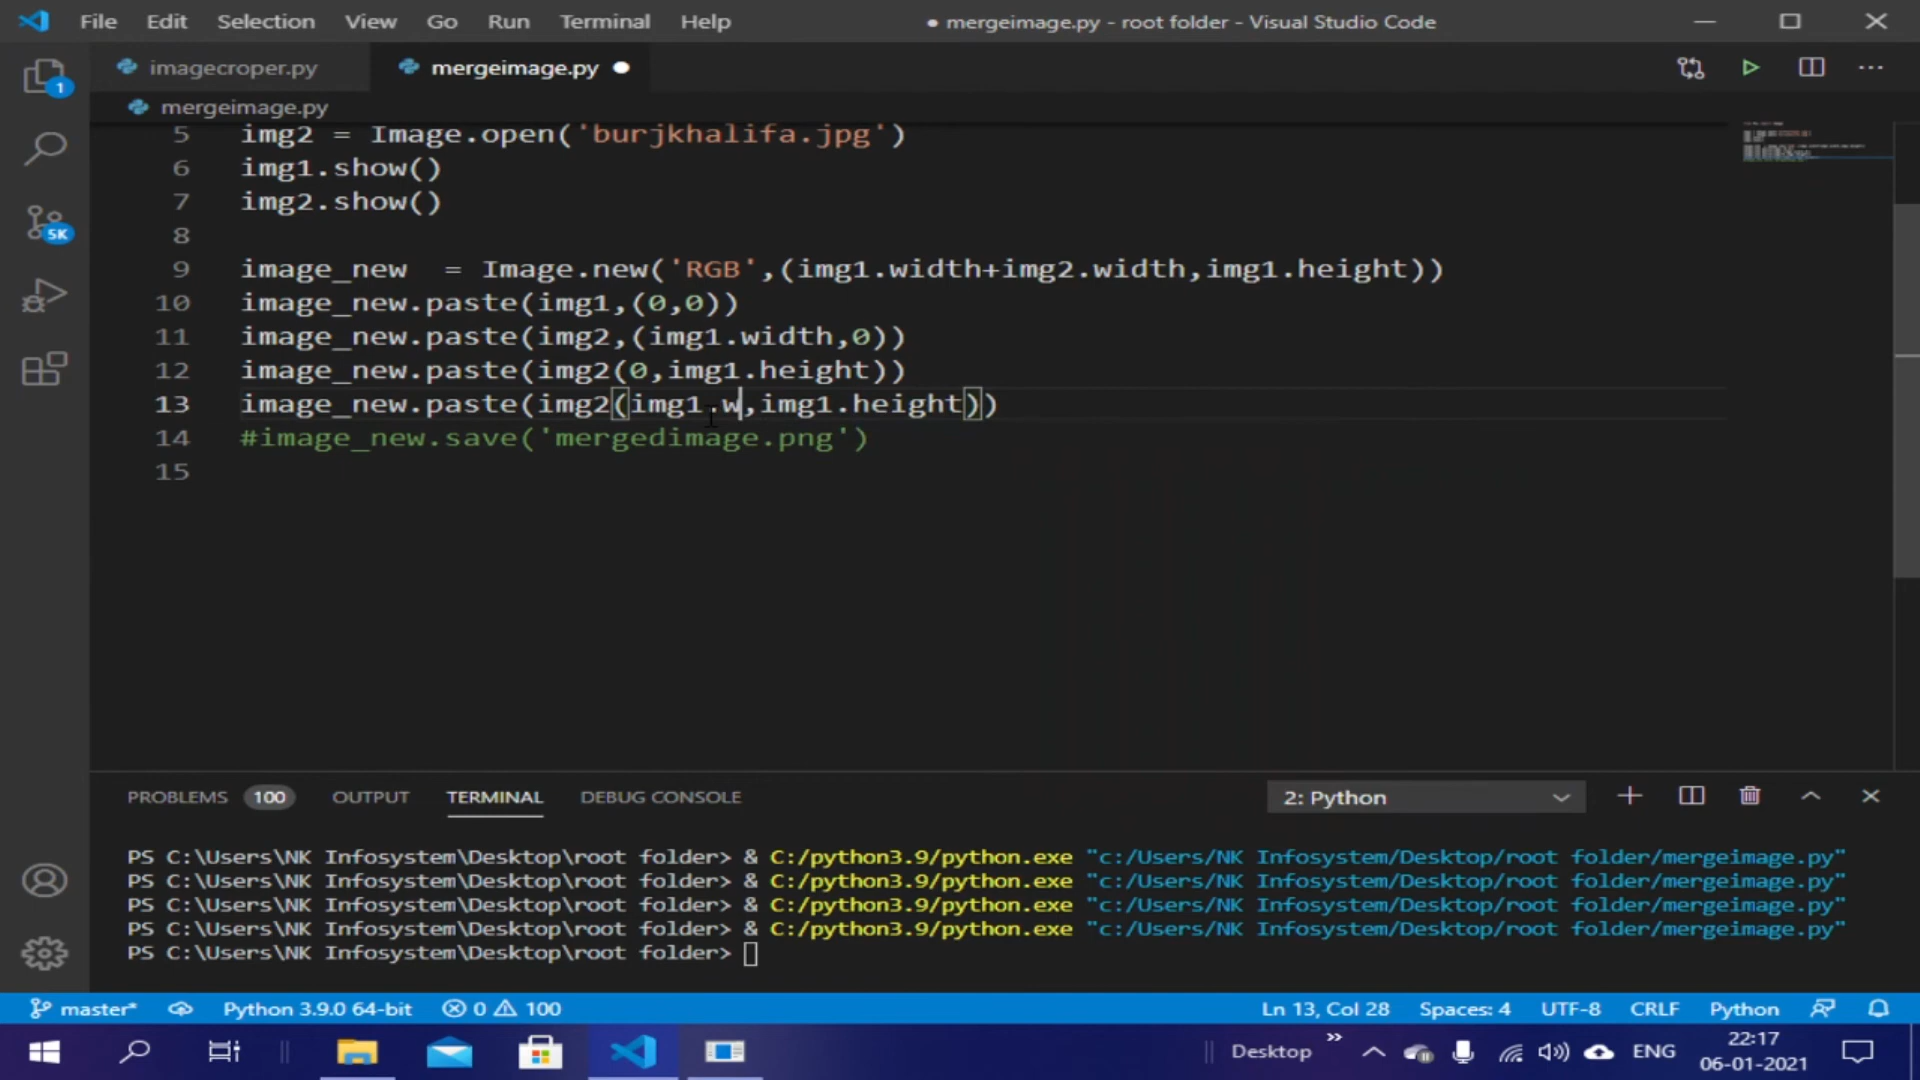 File Edit Selection View Go Run Terminal Help ● mergeimage.py - root folder - Visual Studio Code
imagecroper.py mergeimage.py ●
mergeimage.py
5 img2 = Image.open('burjkhalifa.jpg')
6 img1.show()
7 img2.show()
8
9 image_new  = Image.new('RGB',(img1.width+img2.width,img1.height))
10 image_new.paste(img1,(0,0))
11 image_new.paste(img2,(img1.width,0))
12 image_new.paste(img2(0,img1.height))
13 image_new.paste(img2(img1.w,img1.height))
14 #image_new.save('mergedimage.png')
15
1
5K
PROBLEMS 100 OUTPUT TERMINAL DEBUG CONSOLE 2: Python
PS C:\Users\NK Infosystem\Desktop\root folder> & C:/python3.9/python.exe "c:/Users/NK Infosystem/Desktop/root folder/mergeimage.py"
PS C:\Users\NK Infosystem\Desktop\root folder> & C:/python3.9/python.exe "c:/Users/NK Infosystem/Desktop/root folder/mergeimage.py"
PS C:\Users\NK Infosystem\Desktop\root folder> & C:/python3.9/python.exe "c:/Users/NK Infosystem/Desktop/root folder/mergeimage.py"
PS C:\Users\NK Infosystem\Desktop\root folder> & C:/python3.9/python.exe "c:/Users/NK Infosystem/Desktop/root folder/mergeimage.py"
PS C:\Users\NK Infosystem\Desktop\root folder>
master* Python 3.9.0 64-bit 0 100 Ln 13, Col 28 Spaces: 4 UTF-8 CRLF Python
Desktop » ENG 22:17
06-01-2021